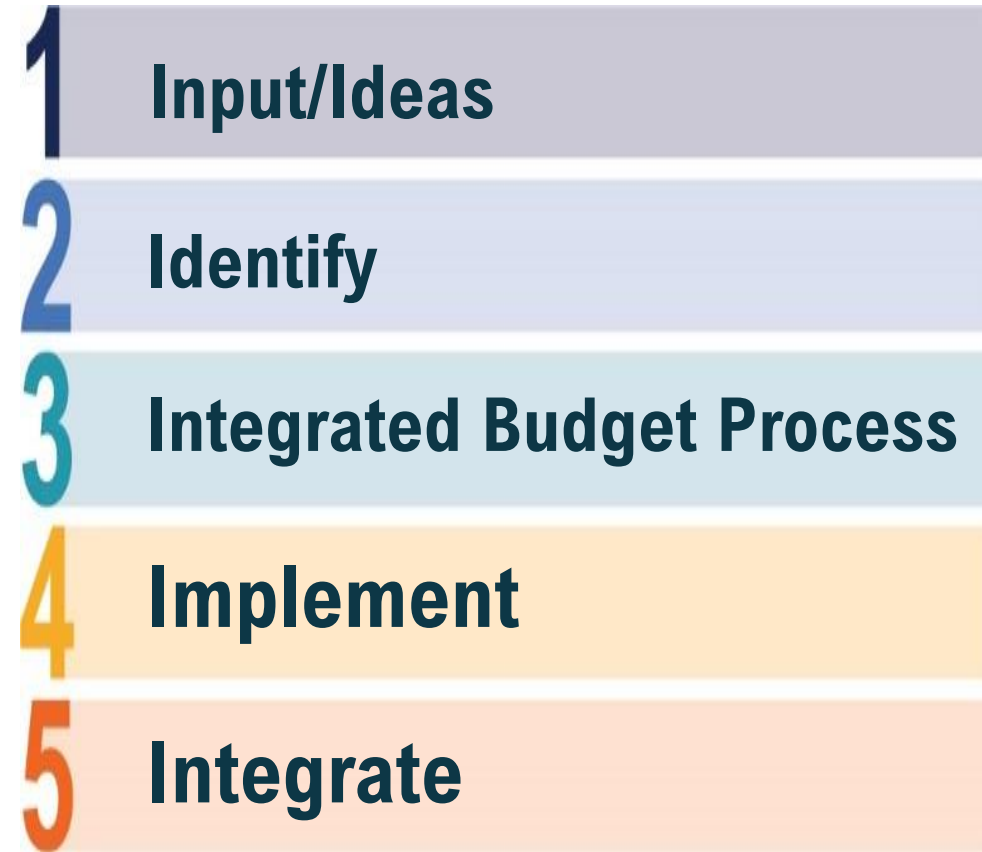 1 Input/Ideas
2 Identify
3 Integrated Budget Process
4 Implement
5 Integrate